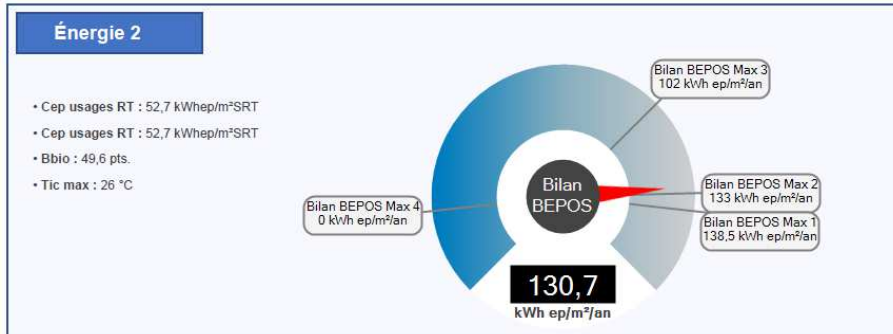 Énergie 2
• Cep usages RT : 52,7 kWhep/m²SRT
• Cep usages RT : 52,7 kWhep/m²SRT
• Bbio : 49,6 pts.
• Tic max : 26 °C
Bilan BEPOS Max 3
102 kWh ep/m²/an
Bilan BEPOS Max 4
0 kWh ep/m²/an
Bilan
BEPOS
Bilan BEPOS Max 2
133 kWh ep/m²/an
Bilan BEPOS Max 1
138,5 kWh ep/m²/an
130,7
kWh ep/m²/an